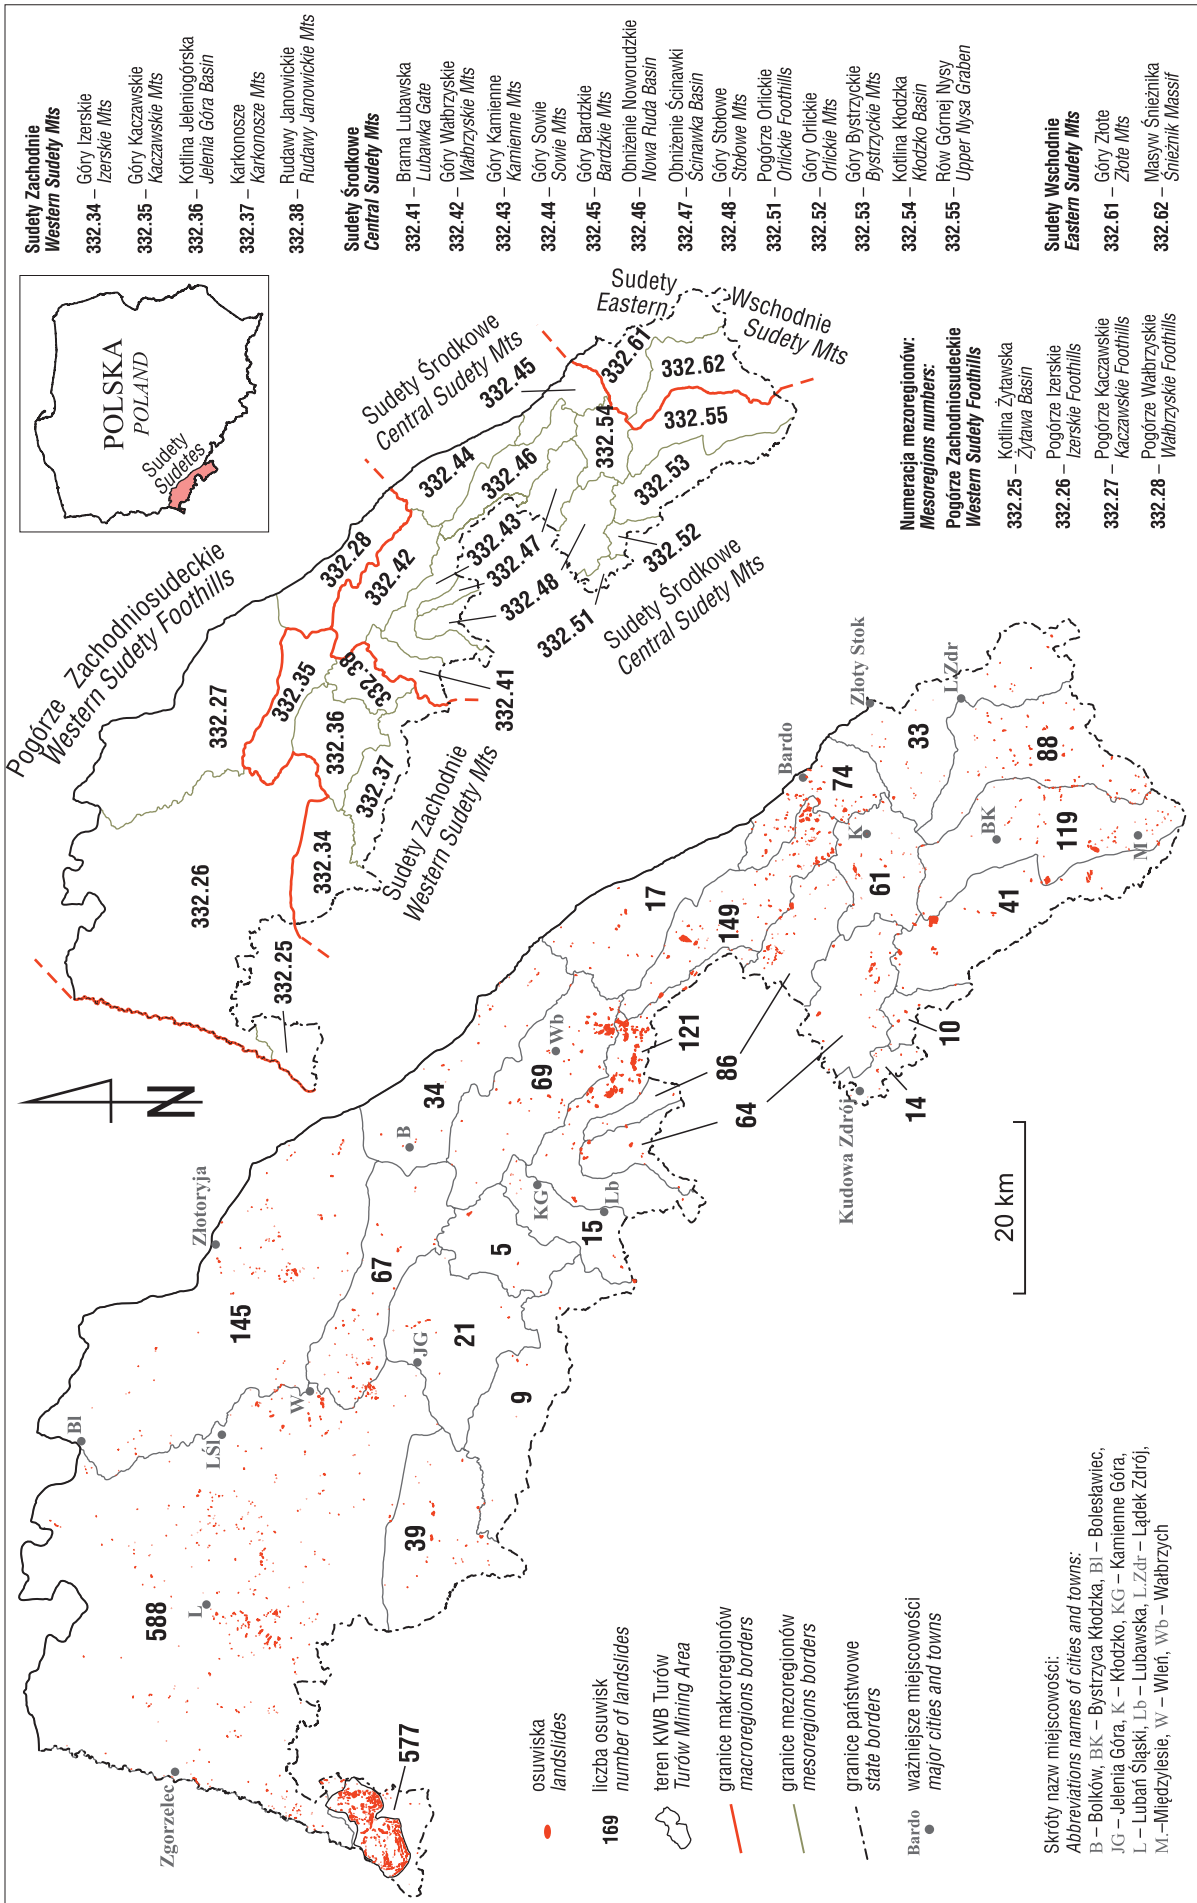 POLSKA
POLAND
Sudety
Sudetes
Pogórze Zachodniosudeckie
Western Sudety Foothills
Sudety Środkowe
Central Sudety Mts
Sudety
Eastern
Wschodnie
Sudety Mts
Sudety Zachodnie
Western Sudety Mts
Sudety Środkowe
Central Sudety Mts
332.25
332.26
332.27
332.28
332.34
332.35
332.36
332.37
332.38
332.41
332.42
332.43
332.44
332.45
332.46
332.47
332.48
332.51
332.52
332.53
332.54
332.55
332.61
332.62
N
Sudety Zachodnie
Western Sudety Mts
332.34 – Góry Izerskie
Izerskie Mts
332.35 – Góry Kaczawskie
Kaczawskie Mts
332.36 – Kotlina Jeleniogórska
Jelenia Góra Basin
332.37 – Karkonosze
Karkonosze Mts
332.38 – Rudawy Janowickie
Rudawy Janowickie Mts
Sudety Środkowe
Central Sudety Mts
332.41 – Brama Lubawska
Lubawka Gate
332.42 – Góry Wałbrzyskie
Wałbrzyskie Mts
332.43 – Góry Kamienne
Kamienne Mts
332.44 – Góry Sowie
Sowie Mts
332.45 – Góry Bardzkie
Bardzkie Mts
332.46 – Obniżenie Noworudzkie
Nowa Ruda Basin
332.47 – Obniżenie Ścinawki
Ścinawka Basin
332.48 – Góry Stołowe
Stołowe Mts
332.51 – Pogórze Orlickie
Orlickie Foothills
332.52 – Góry Orlickie
Orlickie Mts
332.53 – Góry Bystrzyckie
Bystrzyckie Mts
332.54 – Kotlina Kłodzka
Kłodzko Basin
332.55 – Rów Górnej Nysy
Upper Nysa Graben
Sudety Wschodnie
Eastern Sudety Mts
332.61 – Góry Złote
Złote Mts
332.62 – Masyw Śnieżnika
Śnieżnik Massif
Numeracja mezoregionów:
Mesoregions numbers:
Pogórze Zachodniosudeckie
Western Sudety Foothills
332.25 – Kotlina Żytawska
Żytawa Basin
332.26 – Pogórze Izerskie
Izerskie Foothills
332.27 – Pogórze Kaczawskie
Kaczawskie Foothills
332.28 – Pogórze Wałbrzyskie
Wałbrzyskie Foothills
Zgorzelec
L
LŚl
Bl
W
Złotoryja
JG
B
KG
Lb
Wb
Kudowa Zdrój
Bardo
K
Złoty Stok
L.Zdr
BK
M
588
577
145
39
67
21
9
5
15
34
69
121
86
64
14
10
17
149
74
61
33
88
41
119
20 km
osuwiska
landslides
169 liczba osuwisk
number of landslides
teren KWB Turów
Turów Mining Area
granice makroregionów
macroregions borders
granice mezoregionów
mesoregions borders
granice państwowe
state borders
Bardo ważniejsze miejscowości
major cities and towns
Skróty nazw miejscowości:
Abbreviations names of cities and towns:
B – Bolków, BK – Bystrzyca Kłodzka, Bl – Bolesławiec,
JG – Jelenia Góra, K – Kłodzko, KG – Kamienne Góra,
L – Lubań Śląski, Lb – Lubawska, L.Zdr – Lądek Zdrój,
M.–Międzylesie, W – Wleń, Wb – Wałbrzych